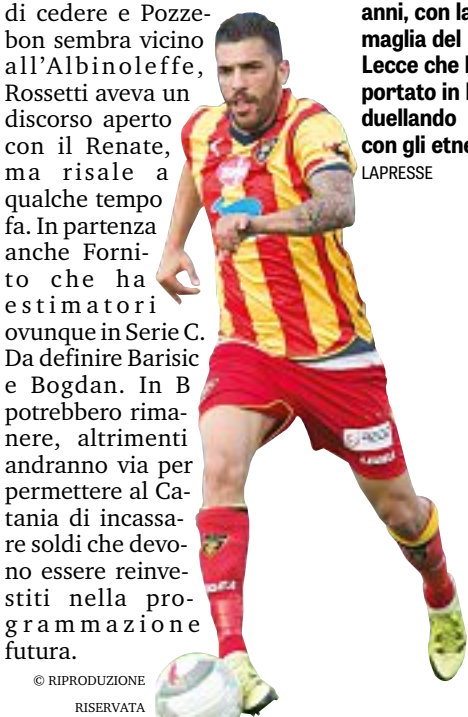 di cedere e Pozze-
bon sembra vicino
all'Albinoleffe,
Rossetti aveva un
discorso aperto
con il Renate,
ma risale a
qualche tempo
fa. In partenza
anche Forni-
to che ha
estimatori
ovunque in Serie C.
Da definire Barisic
e Bogdan. In B
potrebbero rima-
nere, altrimenti
andranno via per
permettere al Ca-
tania di incassa-
re soldi che devo-
no essere reinve-
stiti nella pro-
grammazione
futura.
© RIPRODUZIONE
RISERVATA
anni, con la
maglia del
Lecce che
portato in
duellando
con gli etne
LAPRESSE